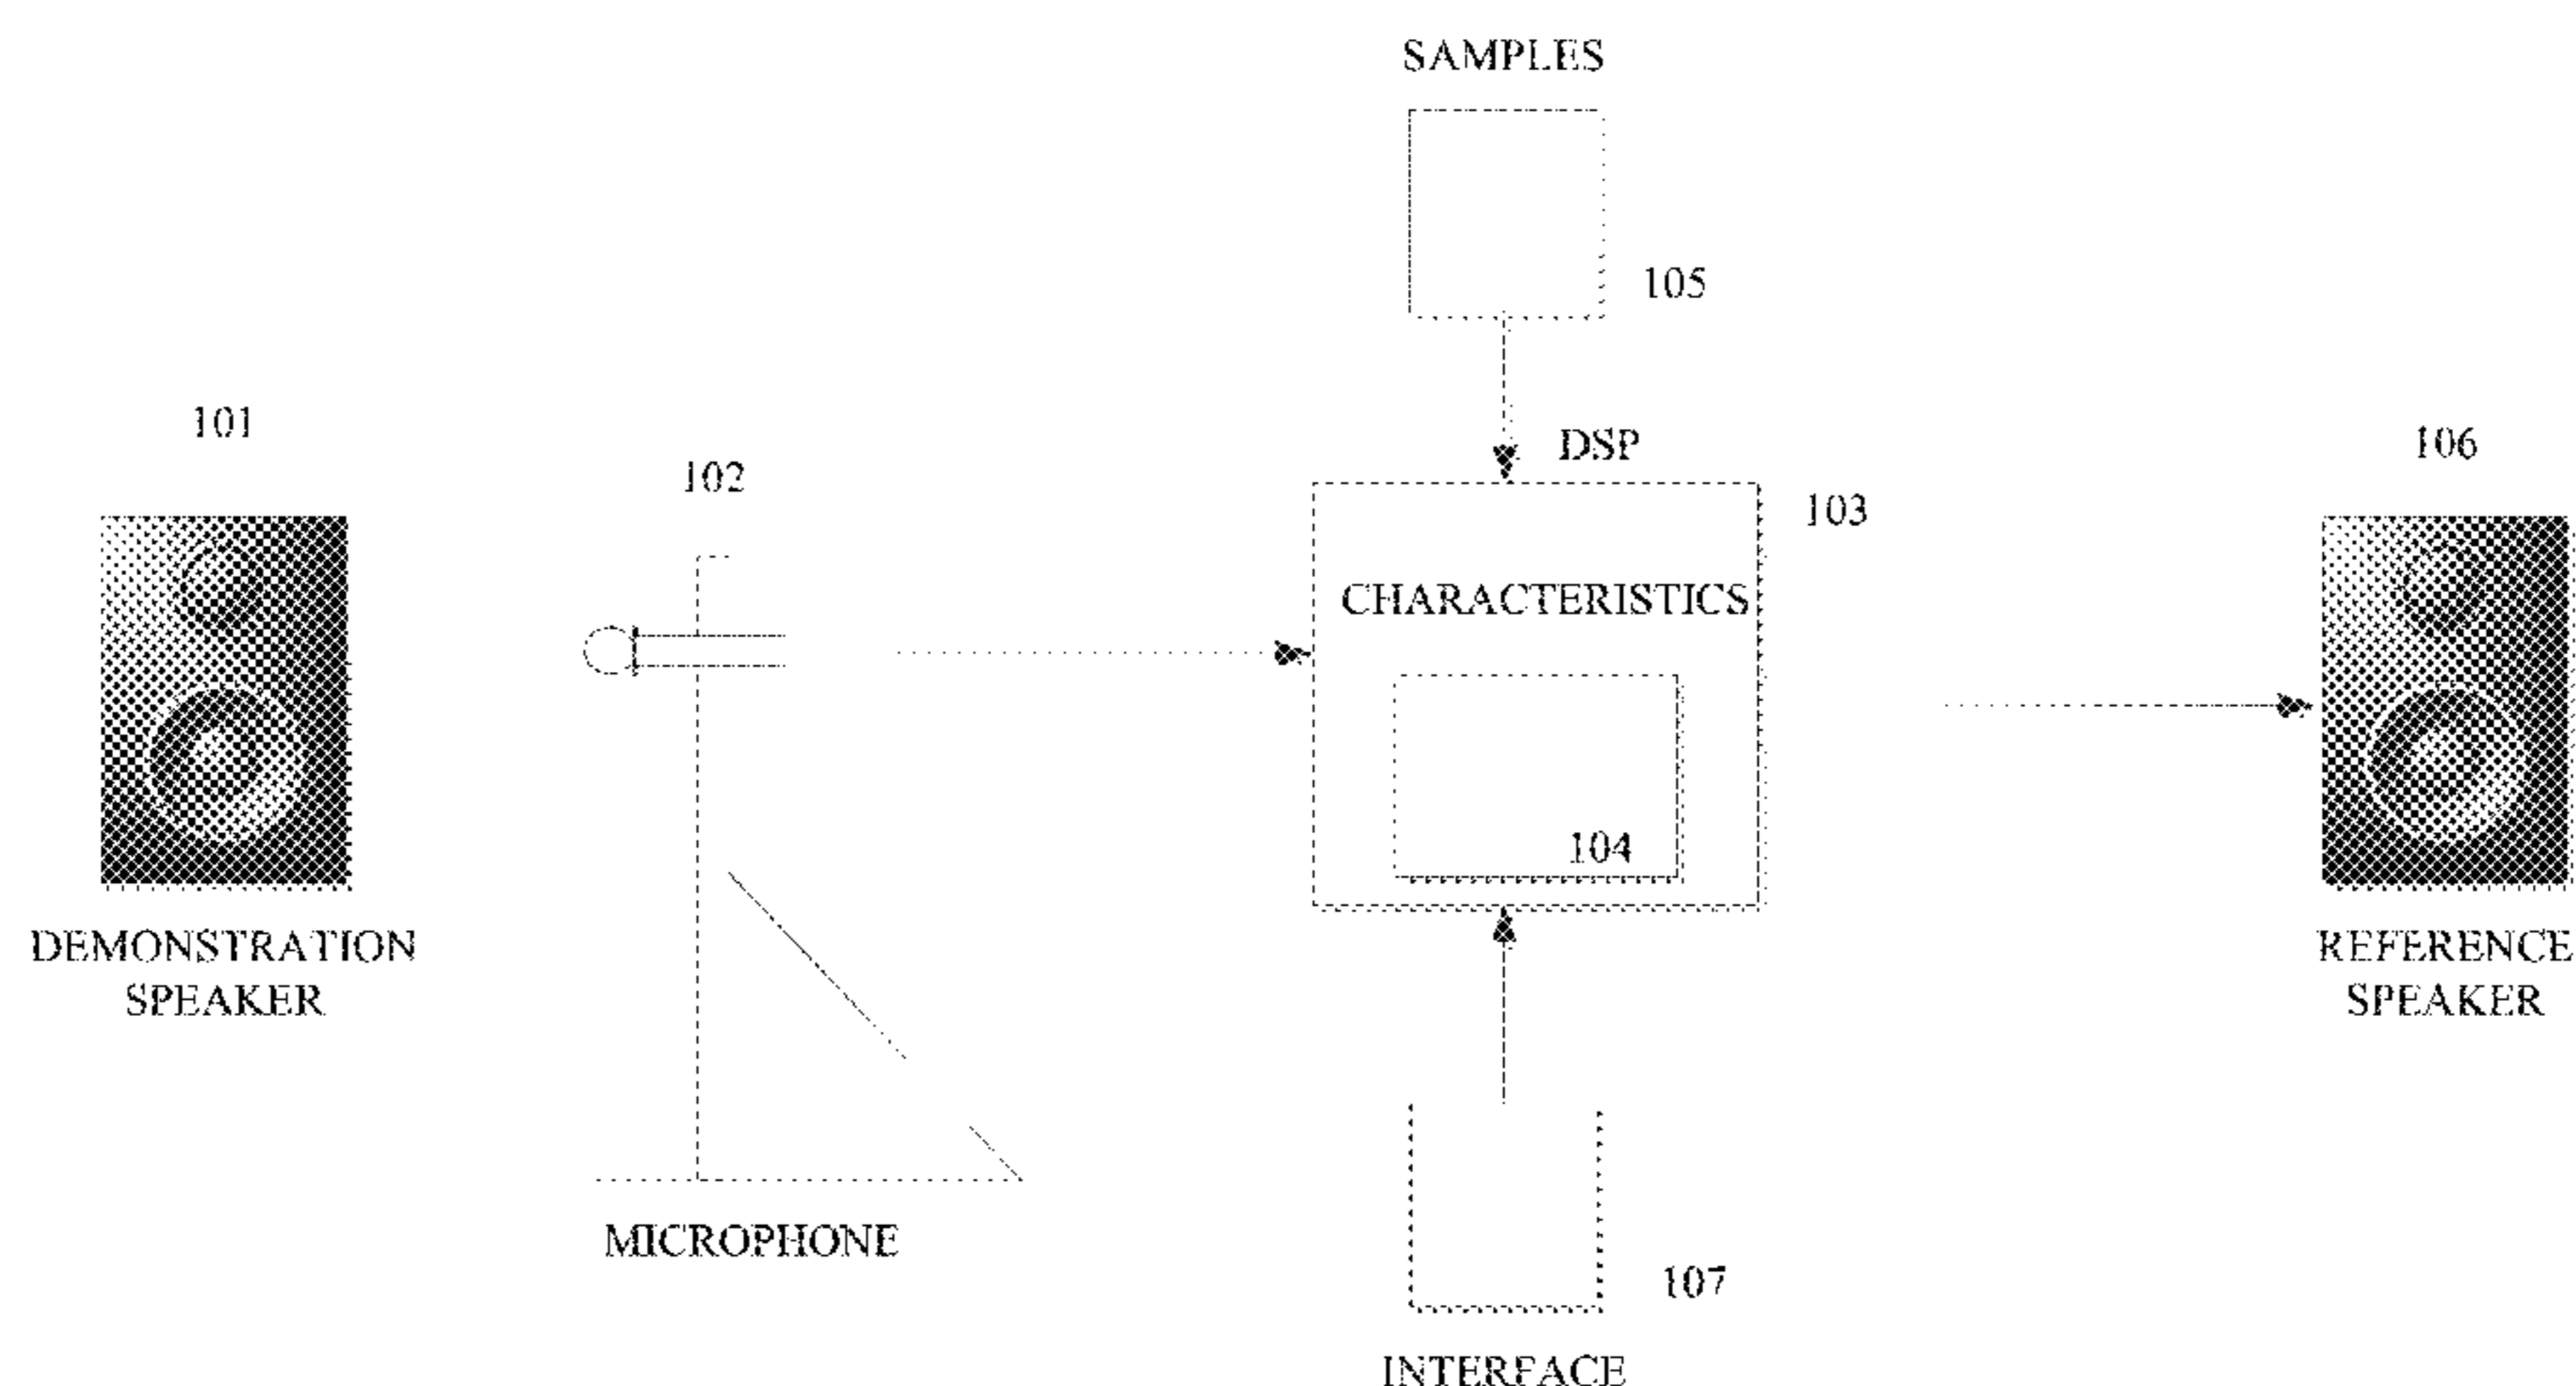 SAMPLES
105
101
102
DSP
103
106
CHARACTERISTICS
104
DEMONSTRATION
SPEAKER
REFERENCE
SPEAKER
MICROPHONE
107
INTERFACE